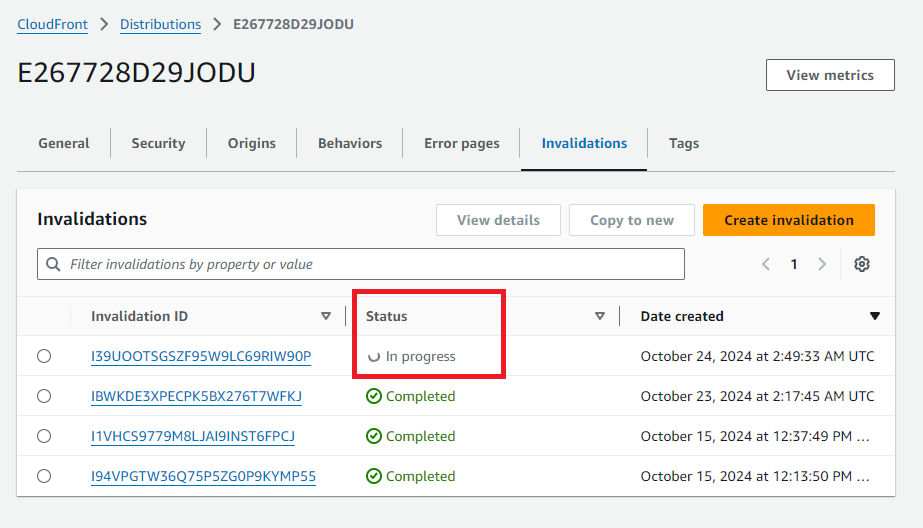 CloudFront > Distributions > E267728D29JODU
E267728D29JODU
View metrics
General Security Origins Behaviors Error pages Invalidations Tags
Invalidations
View details Copy to new Create invalidation
Filter invalidations by property or value
1
Invalidation ID Status Date created
I39UOOTSGSZF95W9LC69RIW90P In progress October 24, 2024 at 2:49:33 AM UTC
IBWKDE3XPECPK5BX276T7WFKJ Completed October 23, 2024 at 2:17:45 AM UTC
I1VHCS9779M8LJAI9INST6FPCJ Completed October 15, 2024 at 12:37:49 PM ...
I94VPGTW36Q75P5ZG0P9KYMP55 Completed October 15, 2024 at 12:13:50 PM ...